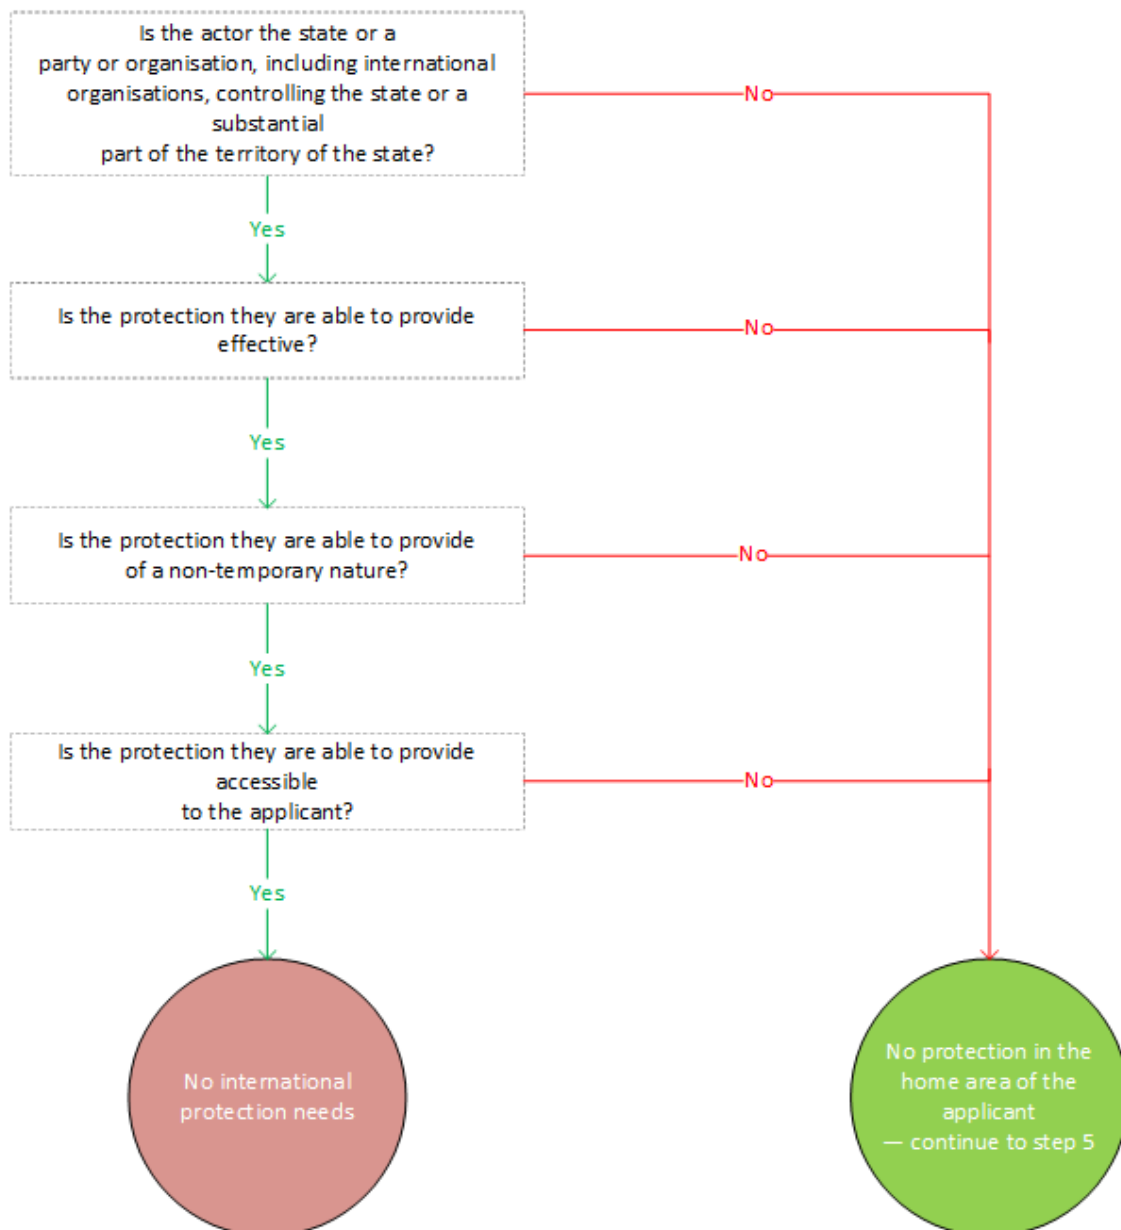 Is the actor the state or a
party or organisation, including international
organisations, controlling the state or a
substantial
part of the territory of the state?
No
Yes
Is the protection they are able to provide
effective?
No
Yes
Is the protection they are able to provide
of a non-temporary nature?
No
Yes
Is the protection they are able to provide
accessible
to the applicant?
No
Yes
No international
protection needs
No protection in the
home area of the
applicant
— continue to step 5